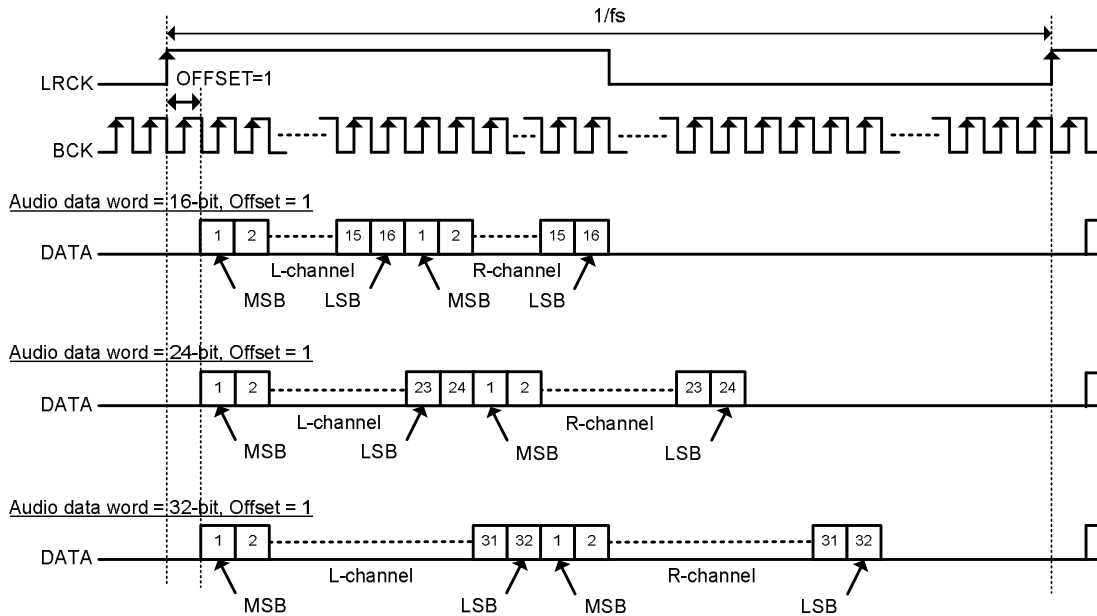 1/fs
LRCK
OFFSET=1
BCK
Audio data word = 16-bit, Offset = 1
DATA
1 2 15 16 1 2 15 16
L-channel R-channel
MSB LSB MSB LSB
Audio data word = 24-bit, Offset = 1
DATA
1 2 23 24 1 2 23 24
L-channel R-channel
MSB LSB MSB LSB
Audio data word = 32-bit, Offset = 1
DATA
1 2 31 32 1 2 31 32
L-channel R-channel
MSB LSB MSB LSB